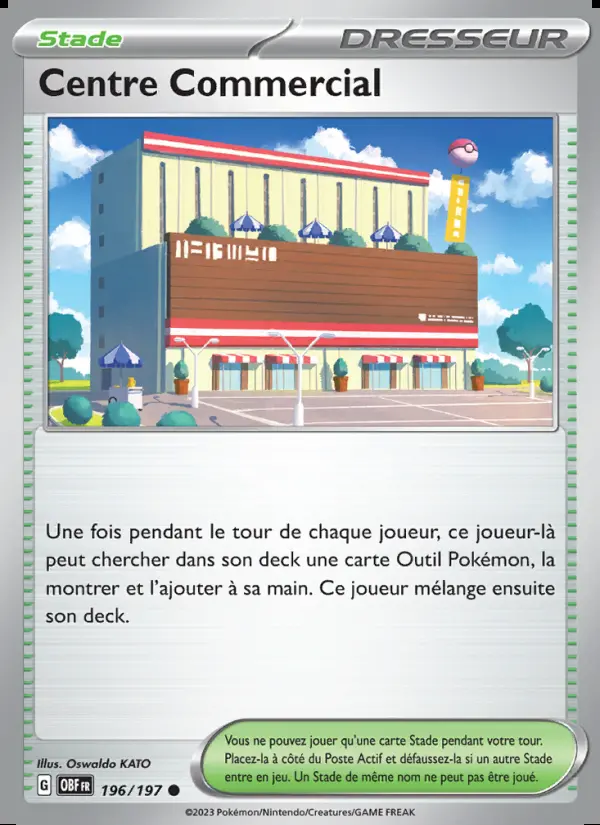 Stade
DRESSEUR
Centre Commercial
Une fois pendant le tour de chaque joueur, ce joueur-là
peut chercher dans son deck une carte Outil Pokémon, la
montrer et l'ajouter à sa main. Ce joueur mélange ensuite
son deck.
Vous ne pouvez jouer qu'une carte Stade pendant votre tour.
Placez-la à côté du Poste Actif et défaussez-la si un autre Stade
entre en jeu. Un Stade de même nom ne peut pas être joué.
Illus. Oswaldo KATO
G OBF FR 196/197
©2023 Pokémon/Nintendo/Creatures/GAME FREAK